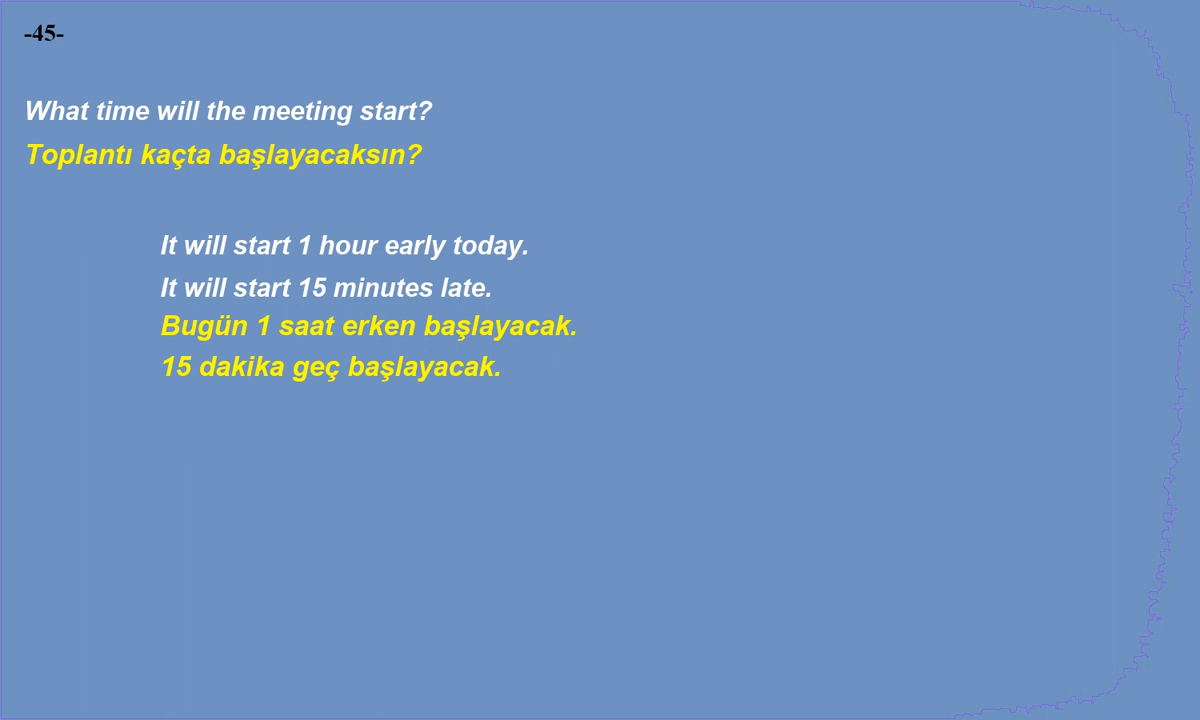 -45-
What time will the meeting start?
Toplantı kaçta başlayacaksın?
It will start 1 hour early today.
It will start 15 minutes late.
Bugün 1 saat erken başlayacak.
15 dakika geç başlayacak.